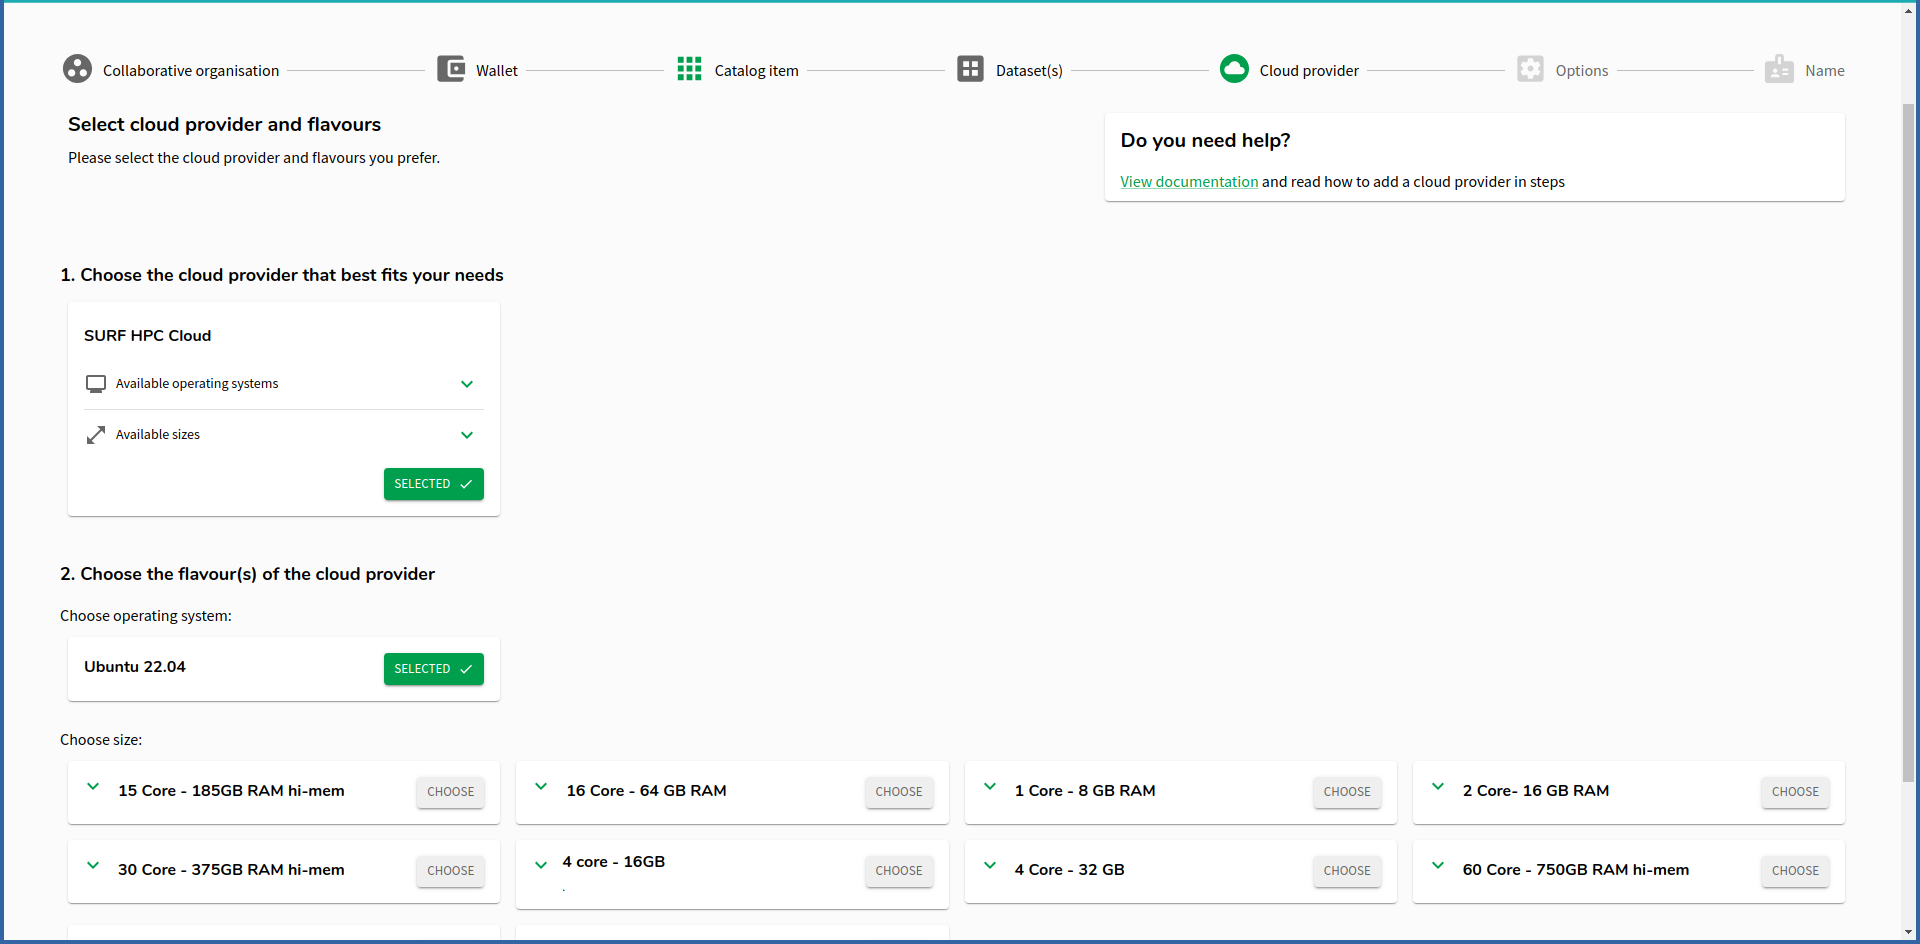 Collaborative organisation
Wallet
Catalog item
Dataset(s)
Cloud provider
Options
Name
Select cloud provider and flavours
Please select the cloud provider and flavours you prefer.
Do you need help?
View documentation and read how to add a cloud provider in steps
1. Choose the cloud provider that best fits your needs
SURF HPC Cloud
Available operating systems
Available sizes
SELECTED
2. Choose the flavour(s) of the cloud provider
Choose operating system:
Ubuntu 22.04
SELECTED
Choose size:
15 Core - 185GB RAM hi-mem
CHOOSE
16 Core - 64 GB RAM
CHOOSE
1 Core - 8 GB RAM
CHOOSE
2 Core- 16 GB RAM
CHOOSE
30 Core - 375GB RAM hi-mem
CHOOSE
4 core - 16GB
.
CHOOSE
4 Core - 32 GB
CHOOSE
60 Core - 750GB RAM hi-mem
CHOOSE